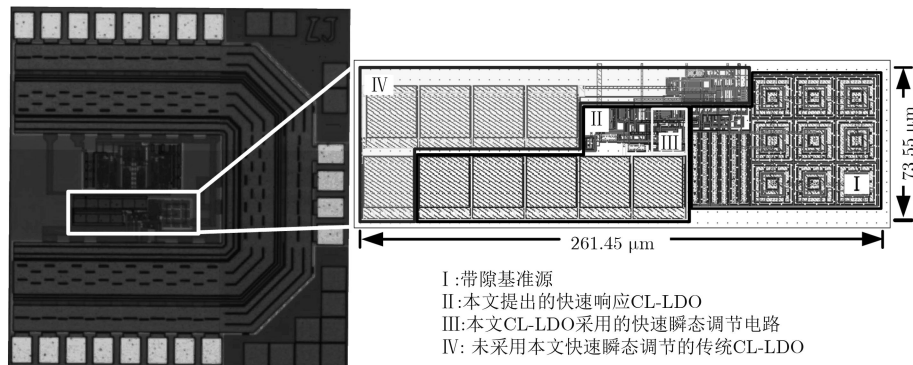 LJ
Ⅳ
Ⅱ
Ⅲ
Ⅰ
73.55 μm
261.45 μm
Ⅰ:带隙基准源
Ⅱ:本文提出的快速响应CL-LDO
Ⅲ:本文CL-LDO采用的快速瞬态调节电路
Ⅳ: 未采用本文快速瞬态调节的传统CL-LDO